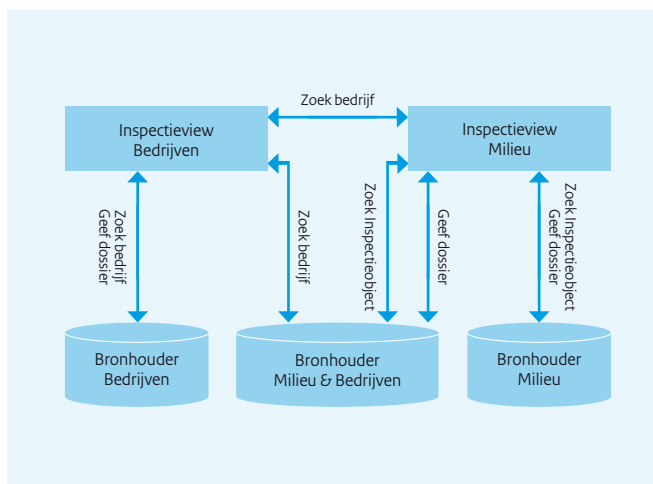 Zoek bedrijf
Inspectieview
Bedrijven
Inspectieview
Milieu
Zoek bedrijf
Geef dossier
Zoek bedrijf
Zoek Inspectieobject
Geef dossier
Zoek Inspectieobject
Geef dossier
Bronhouder
Bedrijven
Bronhouder
Milieu & Bedrijven
Bronhouder
Milieu